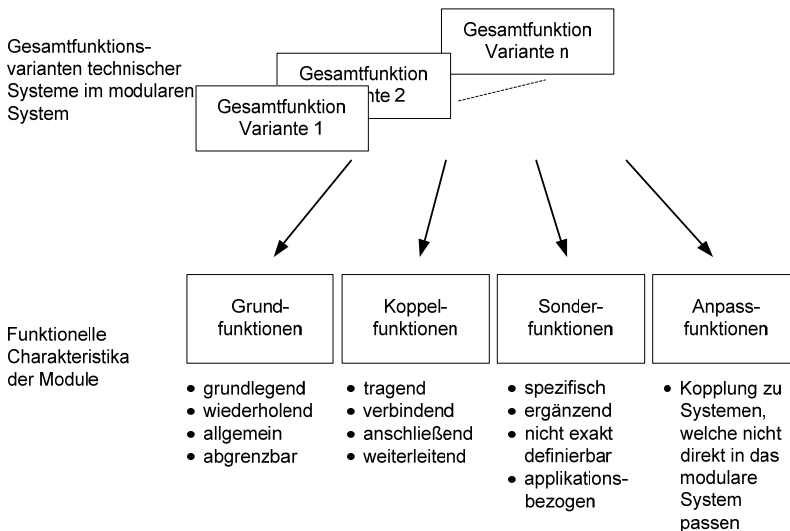 Gesamtfunktions-
varianten technischer
Systeme im modularen
System
Gesamtfunktion
Variante n
Gesamtfunktion
nte 2
Gesamtfunktion
Variante 1
Funktionelle
Charakteristika
der Module
Grund-
funktionen
• grundlegend
• wiederholend
• allgemein
• abgrenzbar
Koppel-
funktionen
• tragend
• verbindend
• anschließend
• weiterleitend
Sonder-
funktionen
• spezifisch
• ergänzend
• nicht exakt
definierbar
• applikations-
bezogen
Anpass-
funktionen
• Kopplung zu
Systemen,
welche nicht
direkt in das
modulare
System
passen